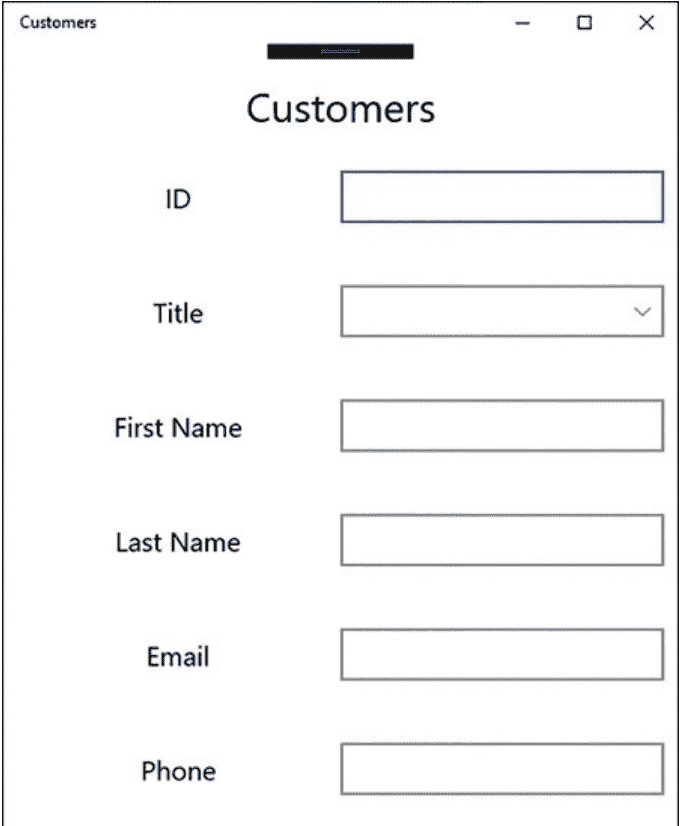 Customers
Customers
ID
Title
First Name
Last Name
Email
Phone